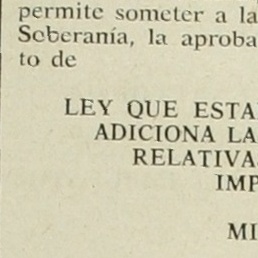 permite someter a la
Soberanía, la aproba
to de
LEY QUE ESTA
ADICIONA LA
RELATIVA
IMP
MI